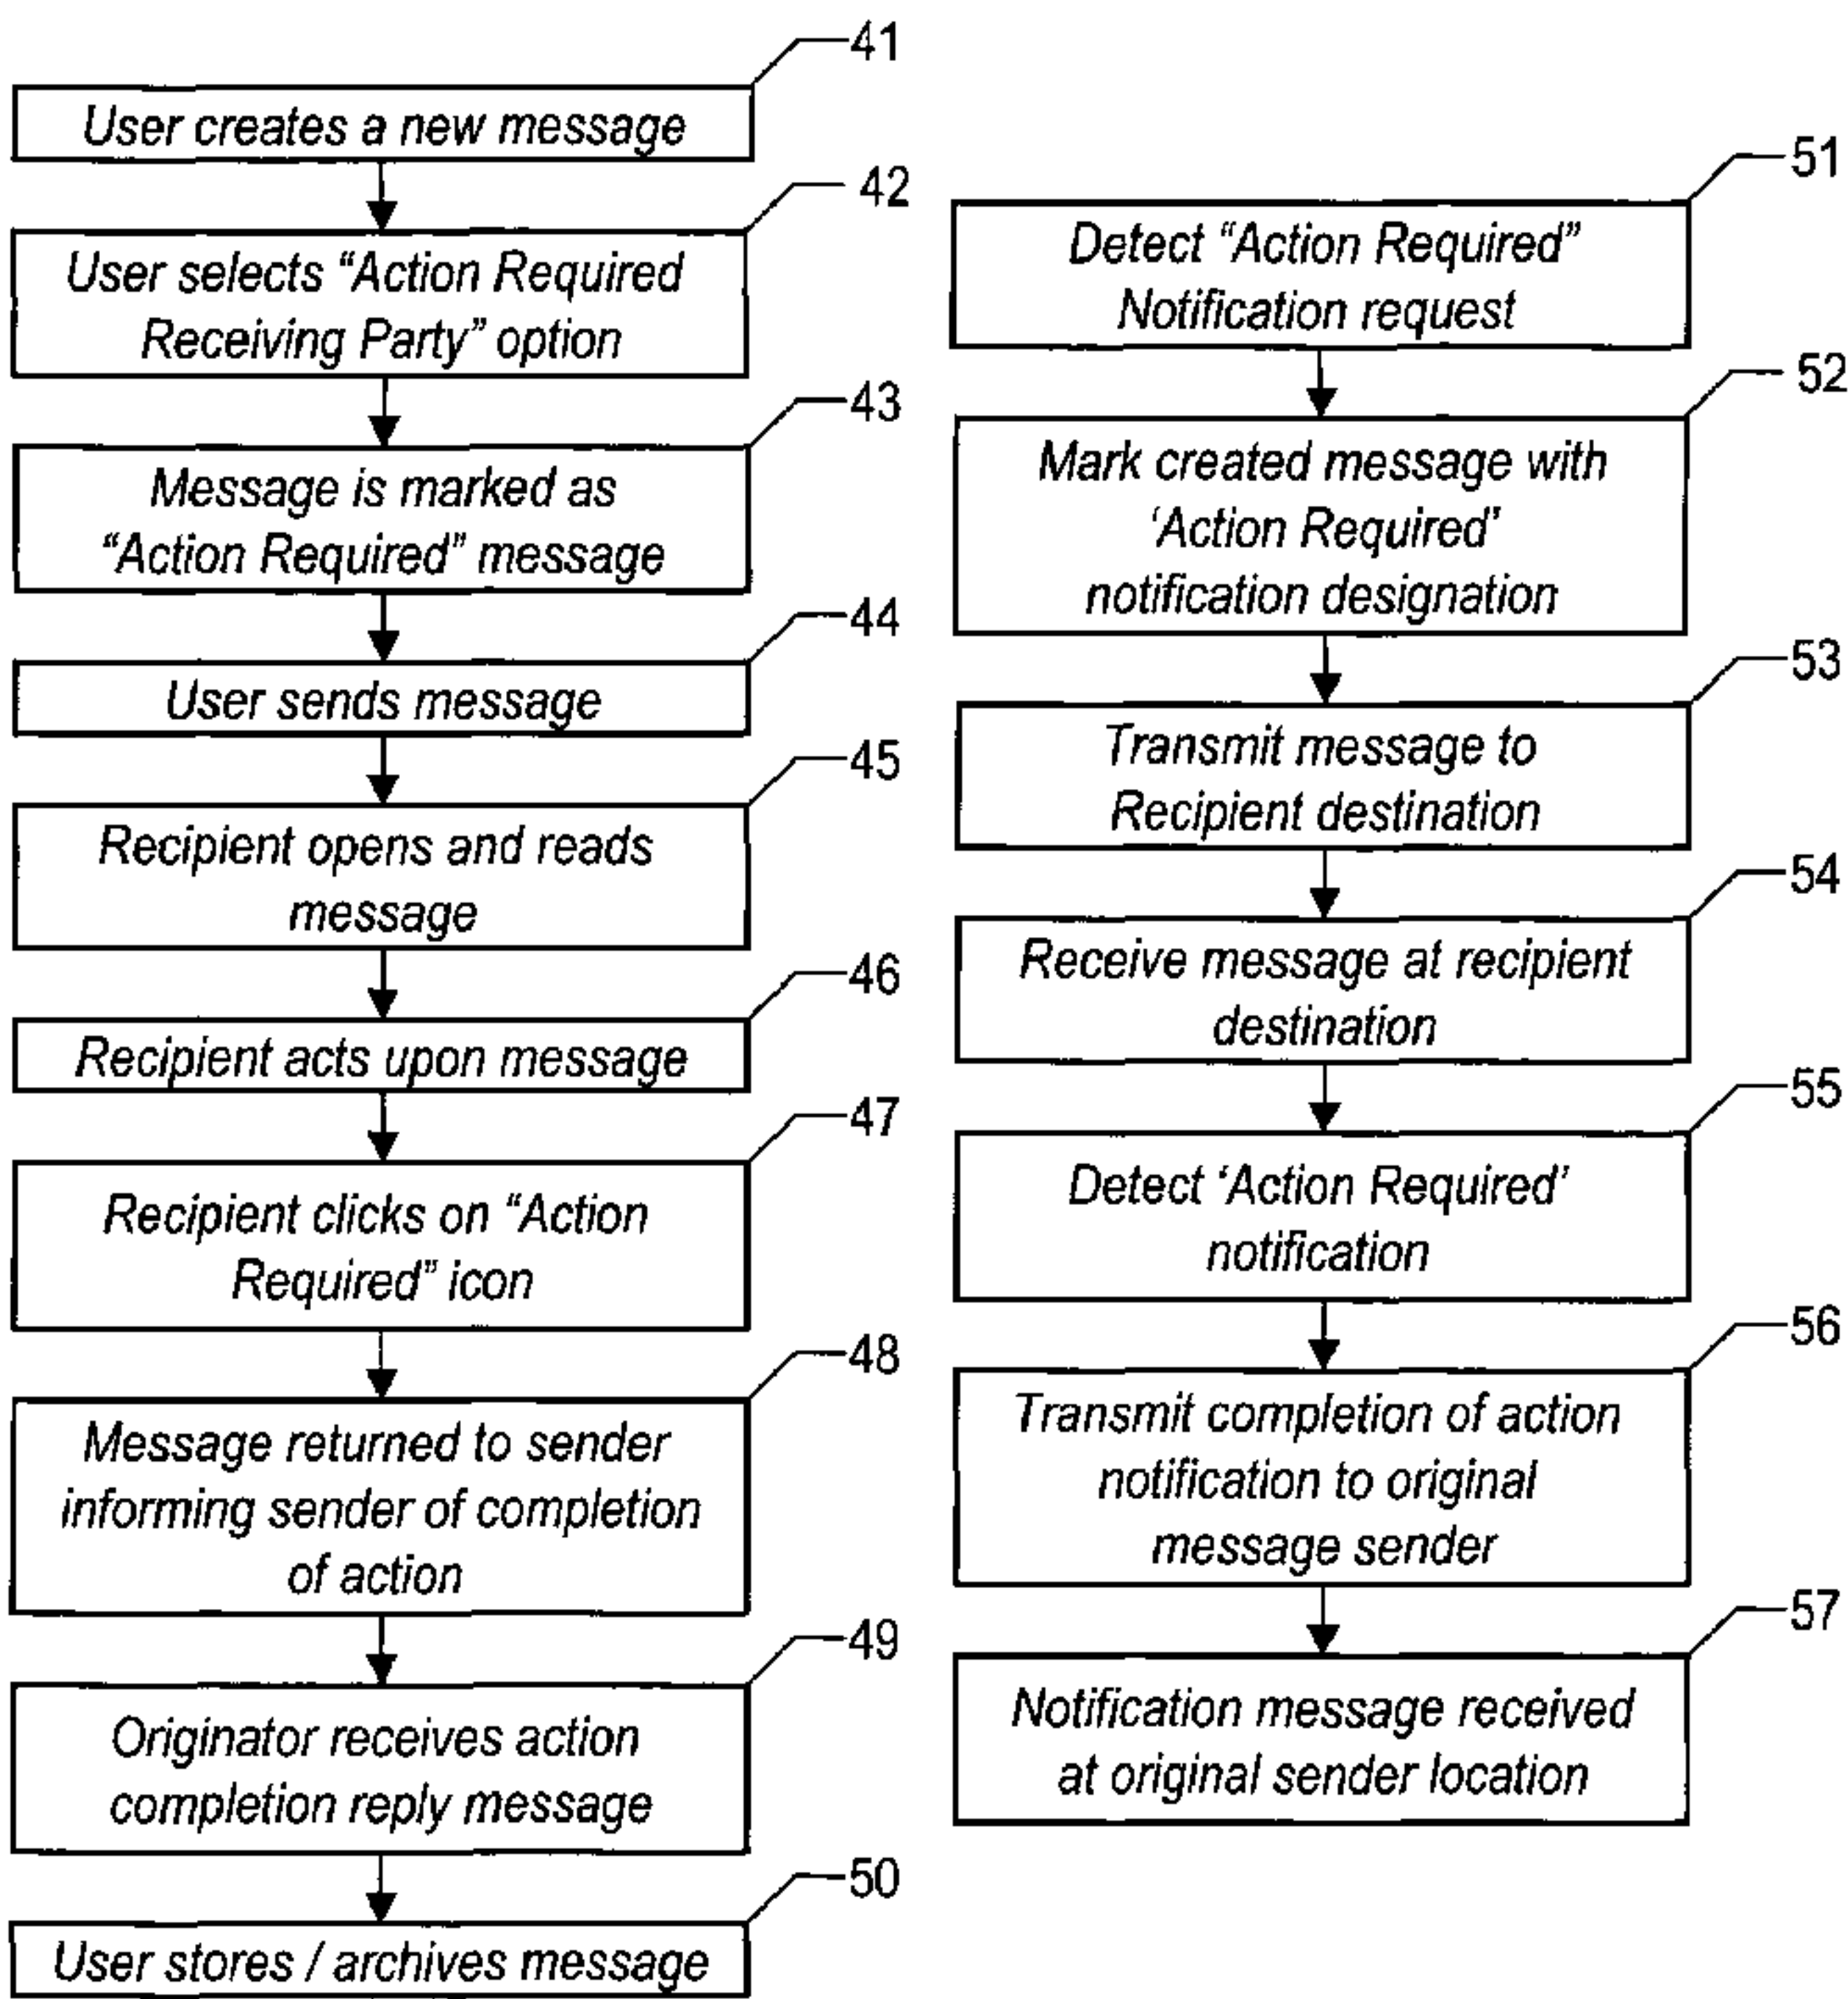 41
User creates a new message
42
User selects “Action Required
Receiving Party” option
43
Message is marked as
“Action Required” message
44
User sends message
45
Recipient opens and reads
message
46
Recipient acts upon message
47
Recipient clicks on “Action
Required” icon
48
Message returned to sender
informing sender of completion
of action
49
Originator receives action
completion reply message
50
User stores / archives message
51
Detect “Action Required”
Notification request
52
Mark created message with
‘Action Required’
notification designation
53
Transmit message to
Recipient destination
54
Receive message at recipient
destination
55
Detect ‘Action Required’
notification
56
Transmit completion of action
notification to original
message sender
57
Notification message received
at original sender location